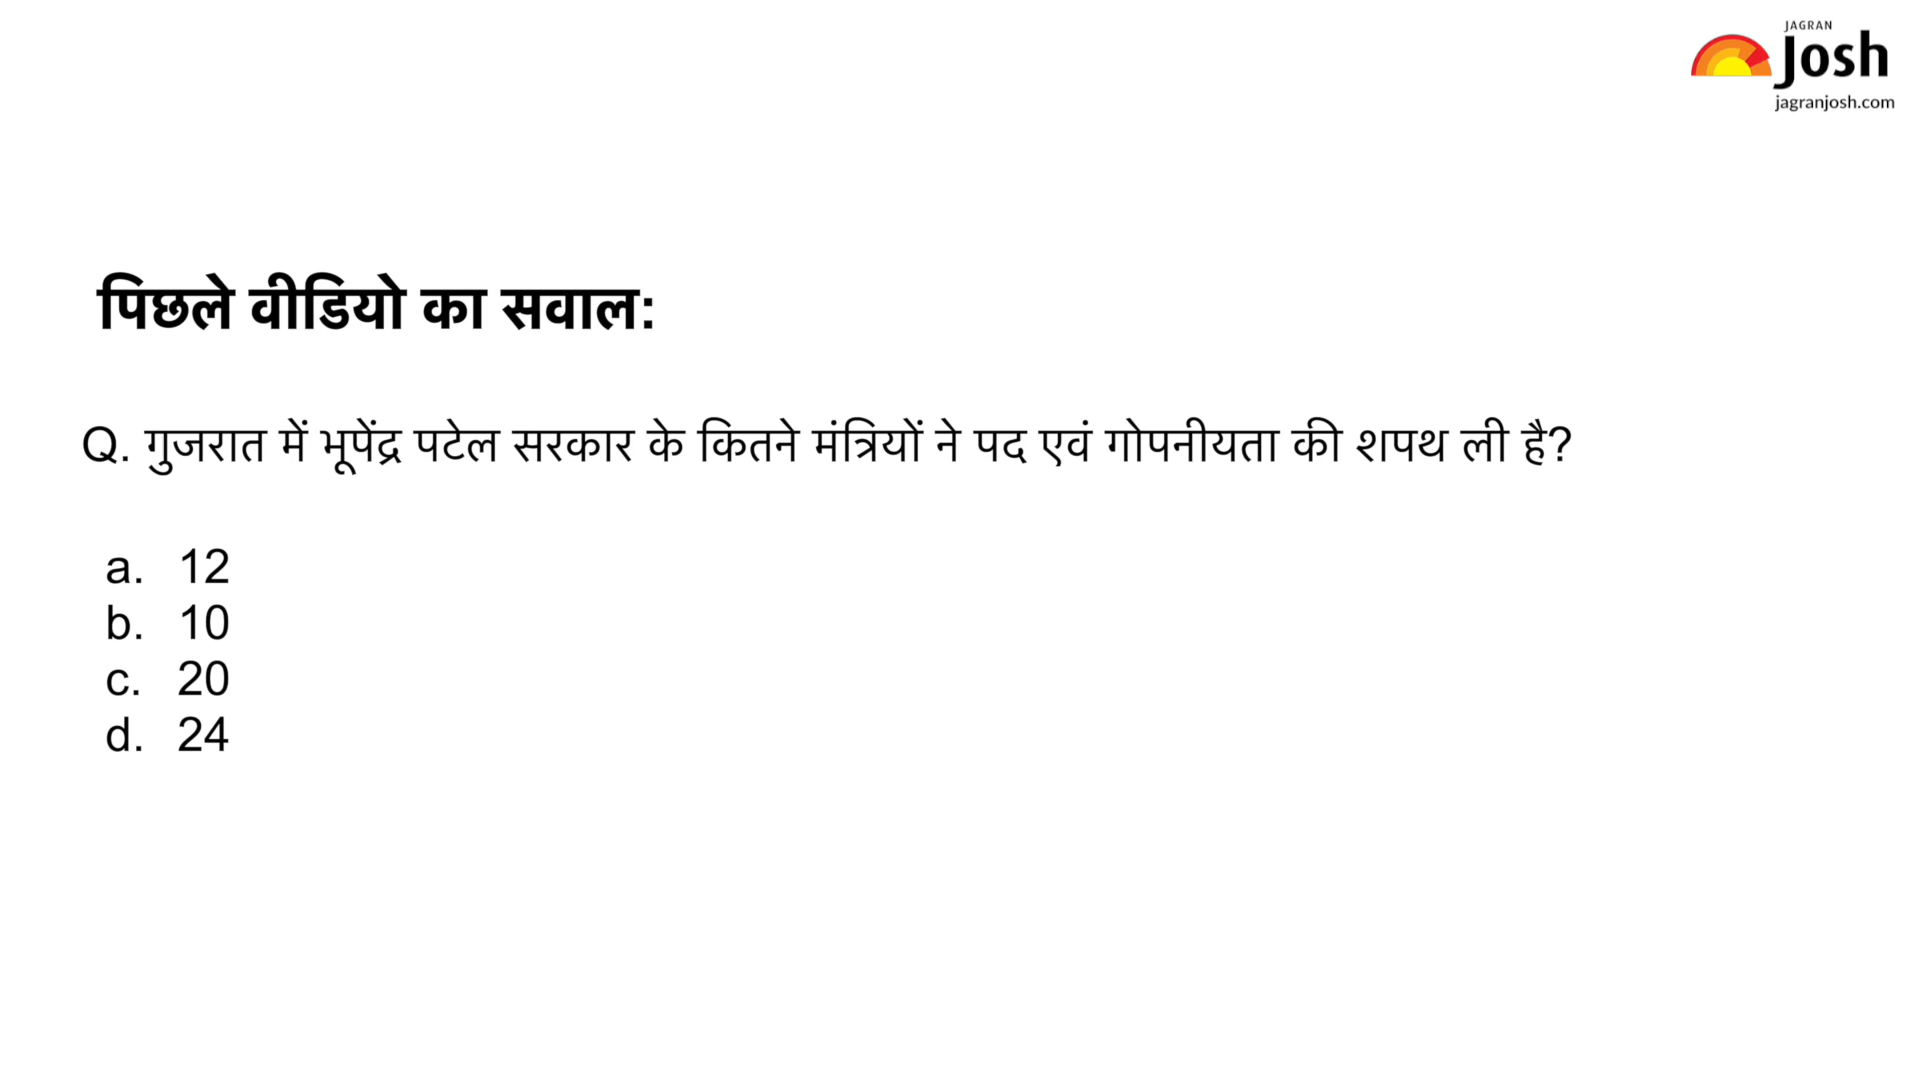 JAGRAN
Josh
jagranjosh.com
पिछले वीडियो का सवाल:
Q. गुजरात में भूपेंद्र पटेल सरकार के कितने मंत्रियों ने पद एवं गोपनीयता की शपथ ली है?
a. 12
b. 10
c. 20
d. 24